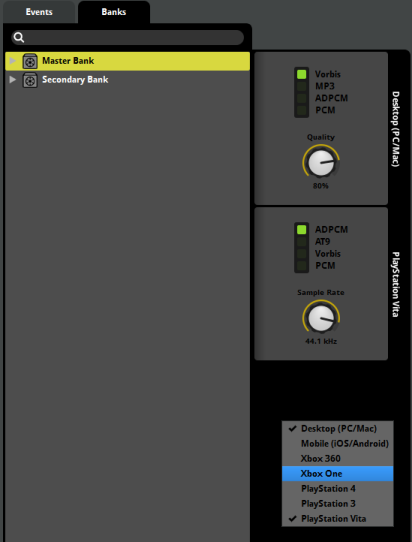 Events
Banks
Master Bank
Secondary Bank
Vorbis
MP3
ADPCM
PCM
Quality
80%
Desktop (PC/Mac)
ADPCM
AT9
Vorbis
PCM
Sample Rate
44.1 kHz
PlayStation Vita
Desktop (PC/Mac)
Mobile (iOS/Android)
Xbox 360
Xbox One
PlayStation 4
PlayStation 3
PlayStation Vita